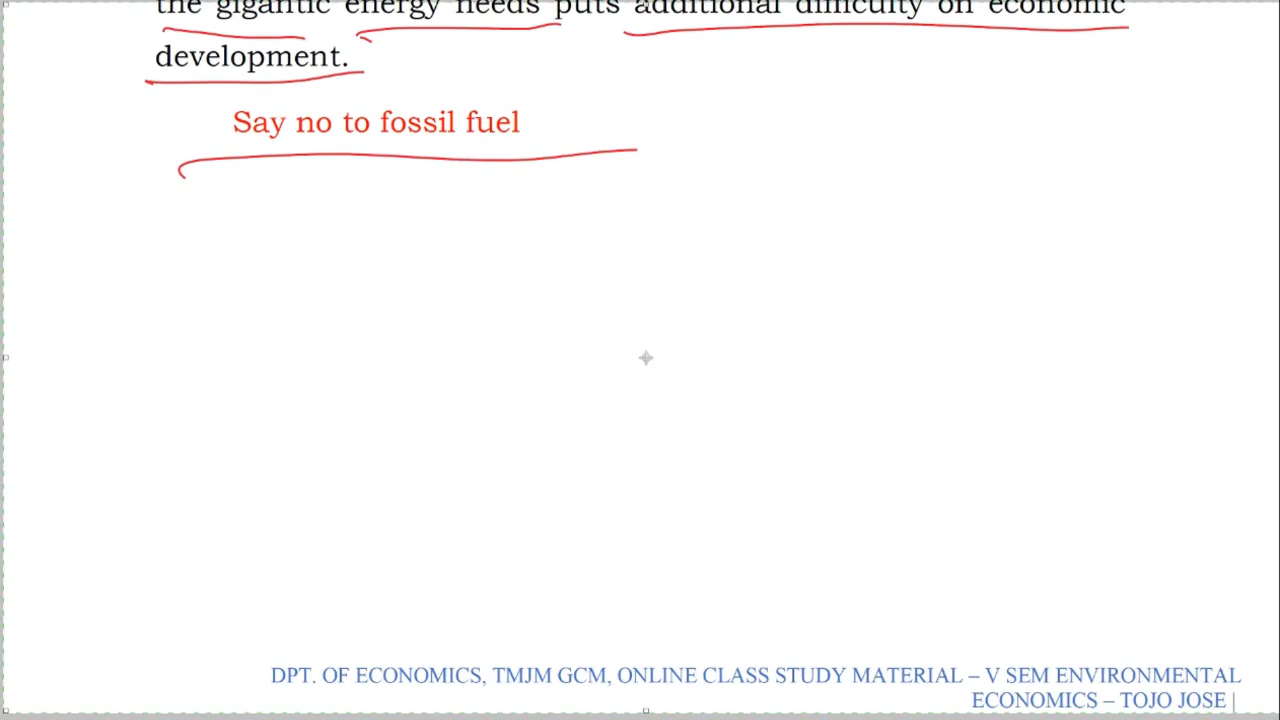 the gigantic energy needs puts additional difficulty on economic
development.
Say no to fossil fuel
DPT. OF ECONOMICS, TMJM GCM, ONLINE CLASS STUDY MATERIAL – V SEM ENVIRONMENTAL
ECONOMICS – TOJO JOSE |